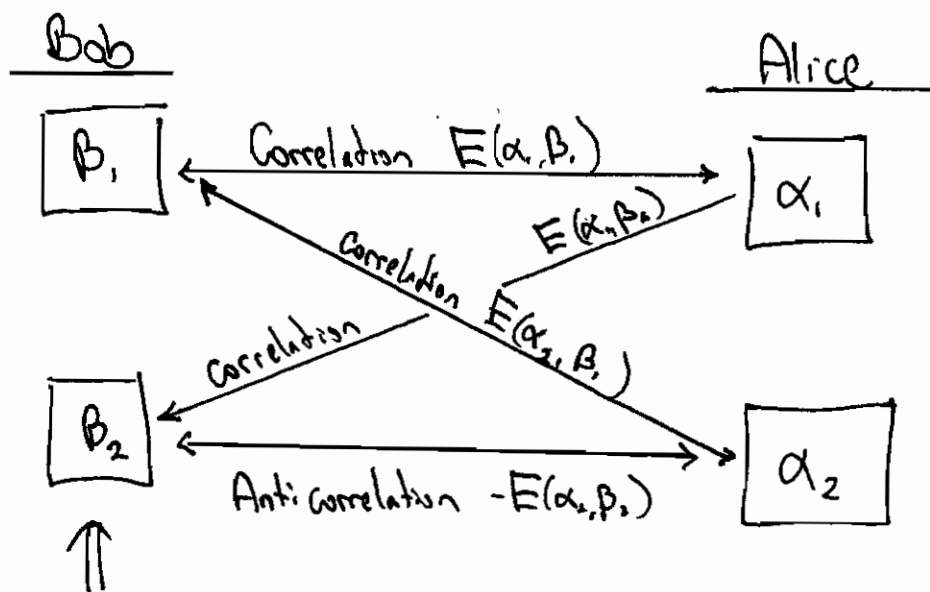 Bob
Alice
β₁
Correlation E(α₁,β₁)
α₁
E(α₁,β₂)
Correlation
E(α₂,β₁)
Correlation
β₂
α₂
Anticorrelation -E(α₂,β₂)